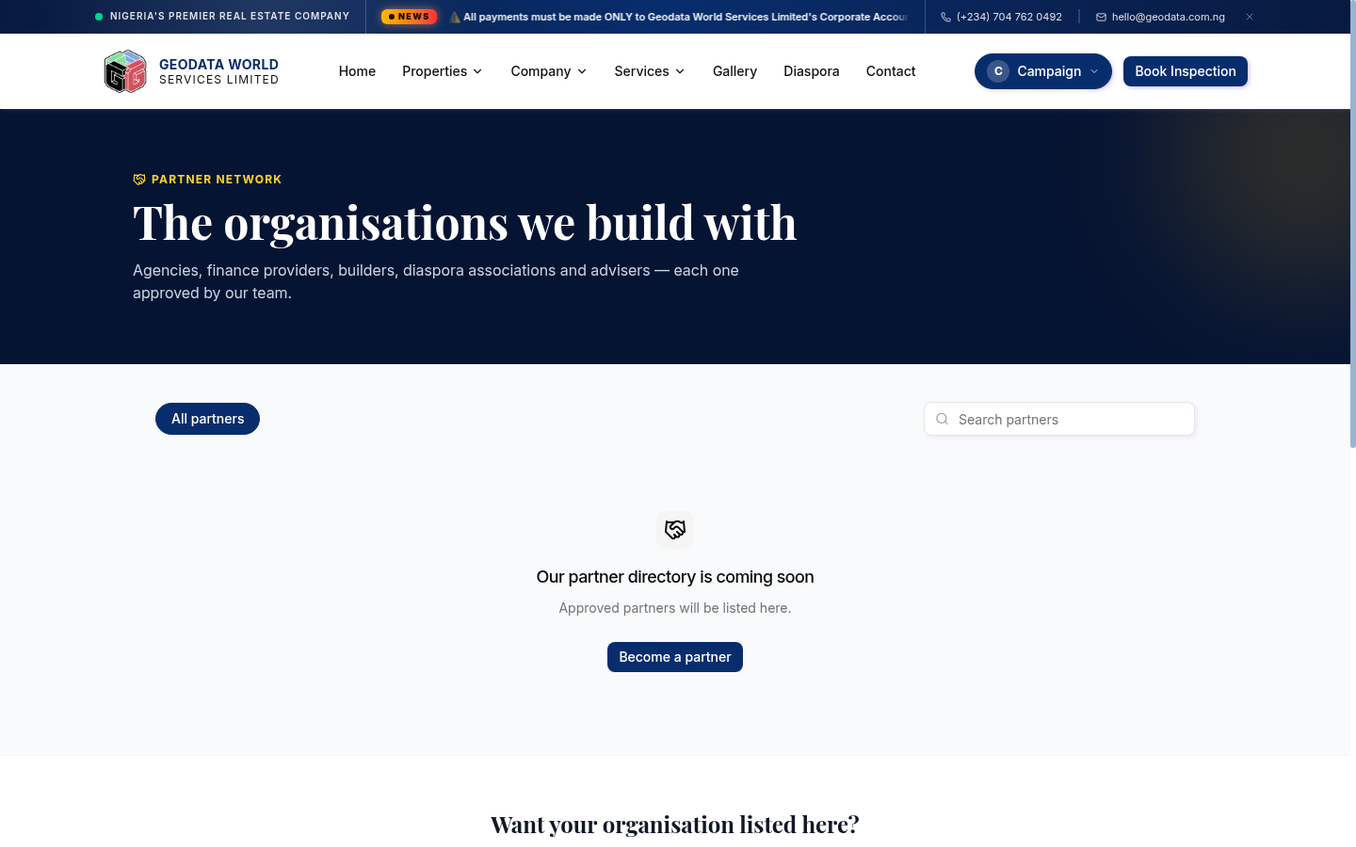 NIGERIA'S PREMIER REAL ESTATE COMPANY
NEWS
All payments must be made ONLY to Geodata World Services Limited's Corporate
(+234) 704 762 0492
hello@geodata.com.ng
GEODATA WORLD
SERVICES LIMITED
Home
Properties
Company
Services
Gallery
Diaspora
Contact
C
Campaign
Book Inspection
PARTNER NETWORK
The organisations we build with
Agencies, finance providers, builders, diaspora associations and advisers — each one
approved by our team.
All partners
Search partners
Our partner directory is coming soon
Approved partners will be listed here.
Become a partner
Want your organisation listed here?